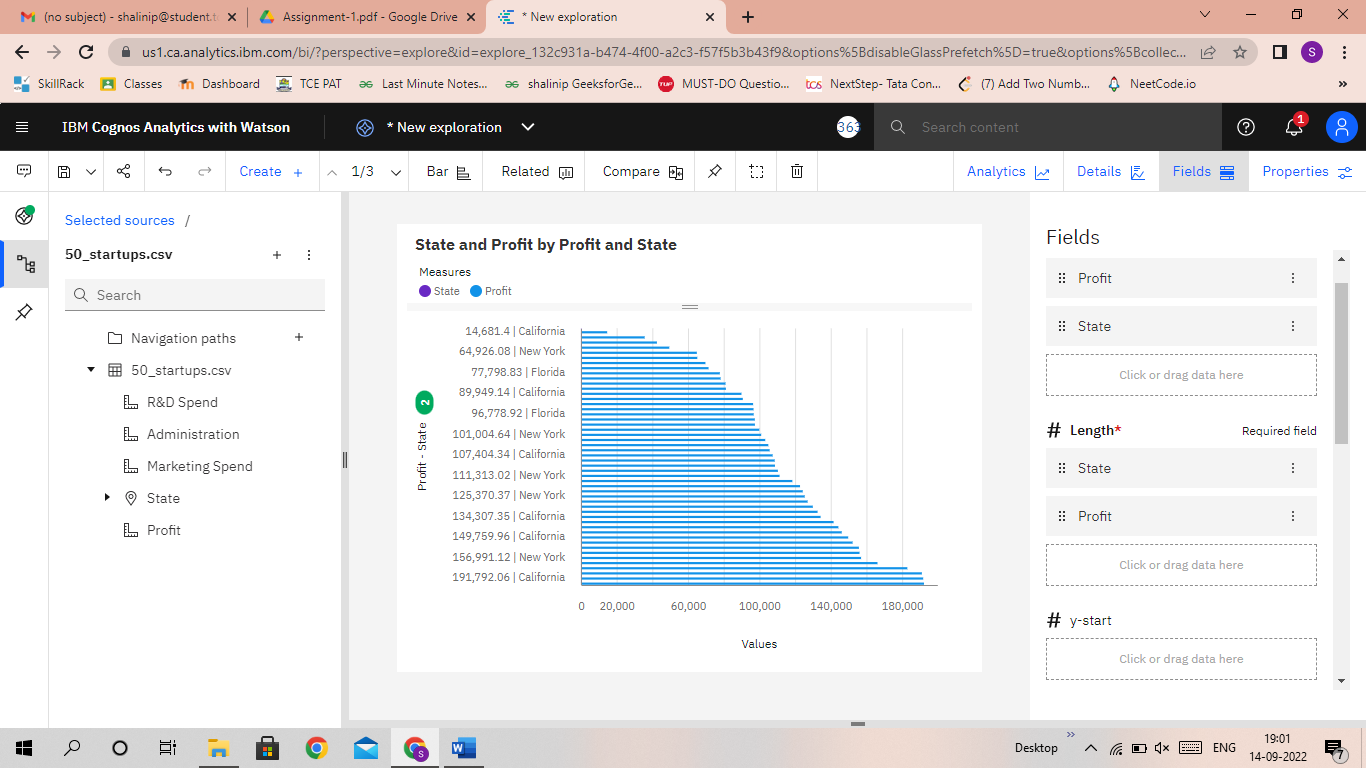 (no subject) - shalinip@student.t
Assignment-1.pdf - Google Drive
* New exploration
us1.ca.analytics.ibm.com/bi/?perspective=explore&id=explore_132c931a-b474-4f00-a2c3-f57f5b3b43f9&options%5BdisableGlassPrefetch%5D=true&options%5Bcollec...
S
SkillRack
Classes
Dashboard
TCE PAT
Last Minute Notes...
shalinip GeeksforGe...
MUST-DO Questio...
NextStep- Tata Con...
(7) Add Two Numb...
NeetCode.io
»
IBM Cognos Analytics with Watson
* New exploration
363
Search content
1
Create +
1/3
Bar
Related
Compare
Analytics
Details
Fields
Properties
Selected sources /
50_startups.csv
Search
Navigation paths
50_startups.csv
R&D Spend
Administration
Marketing Spend
State
Profit
State and Profit by Profit and State
Measures
State Profit
14,681.4 | California
64,926.08 | New York
77,798.83 | Florida
89,949.14 | California
96,778.92 | Florida
101,004.64 | New York
107,404.34 | California
111,313.02 | New York
125,370.37 | New York
134,307.35 | California
149,759.96 | California
156,991.12 | New York
191,792.06 | California
Profit - State
2
0 20,000 60,000 100,000 140,000 180,000
Values
Fields
Profit
State
Click or drag data here
# Length* Required field
State
Profit
Click or drag data here
# y-start
Click or drag data here
Desktop
»
ENG
19:01
14-09-2022
7